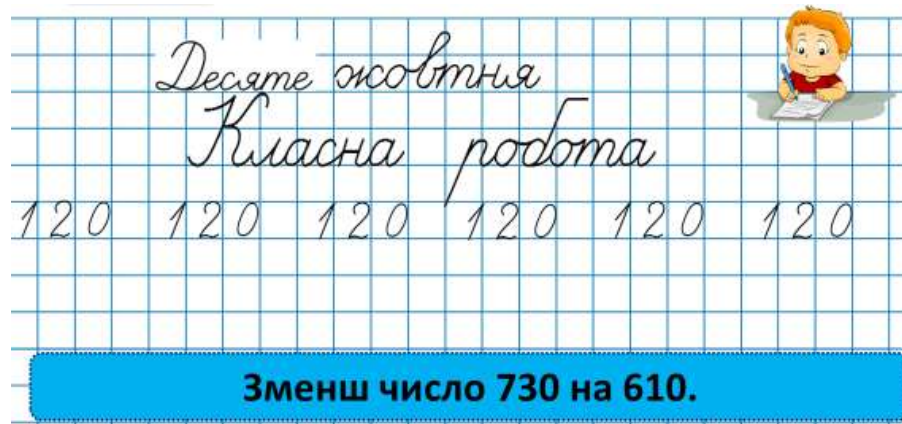 Десяте жовтня
Класна робота
120 120 120 120 120 120
Зменш число 730 на 610.